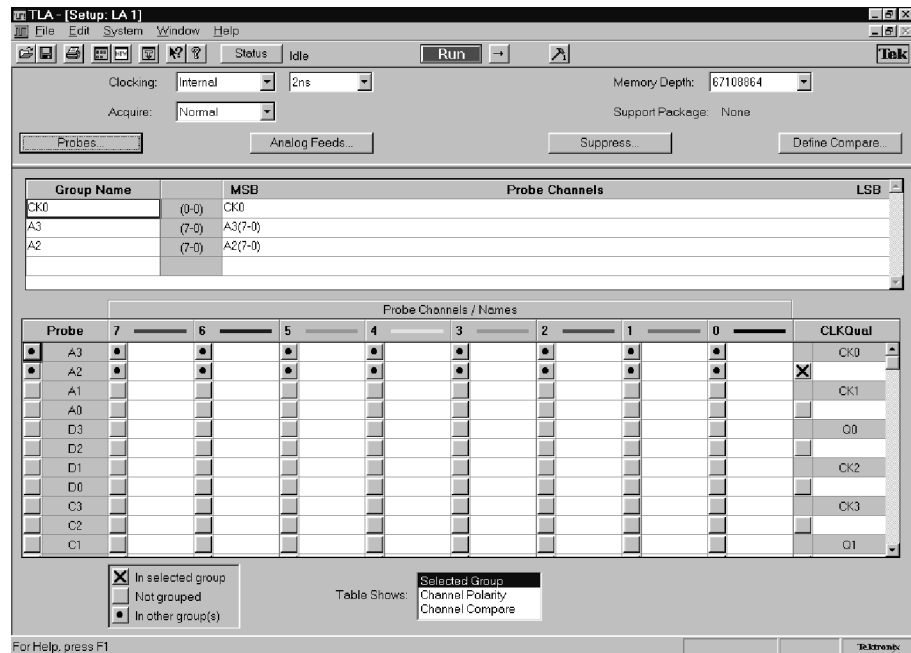 TLA - [Setup: LA 1]
File Edit System Window Help
Status Idle Run Tek
Clocking: Internal 2ns Memory Depth: 67108864
Acquire: Normal Support Package: None
Probes... Analog Feeds... Suppress... Define Compare...
Group Name MSB Probe Channels LSB
CK0 (0-0) CK0
A3 (7-0) A3(7-0)
A2 (7-0) A2(7-0)
Probe Channels / Names
Probe 7 6 5 4 3 2 1 0 CLKQual
A3 CK0
A2
A1 CK1
A0
D3 Q0
D2
D1 CK2
D0
C3 CK3
C2
C1 Q1
In selected group
Not grouped
In other group(s)
Table Shows: Selected Group
Channel Polarity
Channel Compare
For Help, press F1 Tektronix